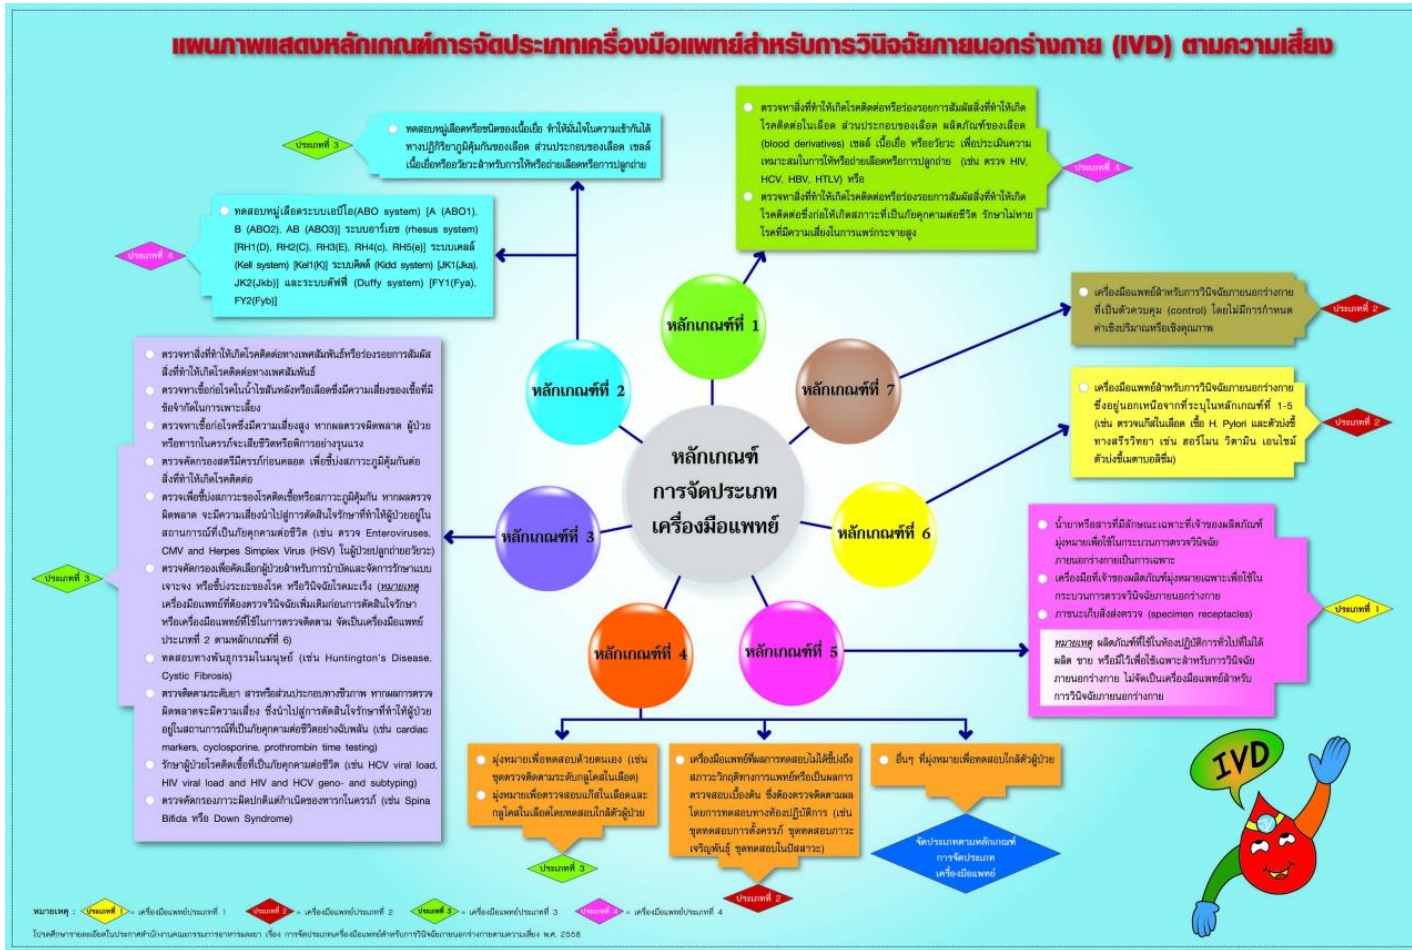 แผนภาพแสดงหลักเกณฑ์การจัดประเภทเครื่องมือแพทย์สำหรับการวินิจฉัยภายนอกร่างกาย (IVD) ตามความเสี่ยง
ประเภทที่ 3
ทดสอบหมู่เลือดหรือชนิดของเนื้อเยื่อ ทำให้มั่นใจในความเข้ากันได้
ทางปฏิกิริยาภูมิคุ้มกันของเลือด ส่วนประกอบของเลือด เซลล์
เนื้อเยื่อหรืออวัยวะสำหรับการให้หรือถ่ายเลือดหรือการปลูกถ่าย
ตรวจหาสิ่งที่ทำให้เกิดโรคติดต่อหรือร่องรอยการสัมผัสสิ่งที่ทำให้เกิด
โรคติดต่อในเลือด ส่วนประกอบของเลือด ผลิตภัณฑ์ของเลือด
(blood derivatives) เซลล์ เนื้อเยื่อ หรืออวัยวะ เพื่อประเมินความ
เหมาะสมในการให้หรือถ่ายเลือดหรือการปลูกถ่าย (เช่น ตรวจ HIV,
HCV, HBV, HTLV) หรือ
ตรวจหาสิ่งที่ทำให้เกิดโรคติดต่อหรือร่องรอยการสัมผัสสิ่งที่ทำให้เกิด
โรคติดต่อซึ่งก่อให้เกิดสภาวะที่เป็นภัยคุกคามต่อชีวิต รักษาไม่หาย
โรคที่มีความเสี่ยงในการแพร่กระจายสูง
ประเภทที่ 4
ประเภทที่ 4
ทดสอบหมู่เลือดระบบเอบีโอ(ABO system) [A (ABO1),
B (ABO2), AB (ABO3)] ระบบอาร์เอช (rhesus system)
[RH1(D), RH2(C), RH3(E), RH4(c), RH5(e)] ระบบเคลล์
(Kell system) [Kel1(K)] ระบบคิดด์ (Kidd system) [JK1(Jka),
JK2(Jkb)] และระบบดัฟฟี่ (Duffy system) [FY1(Fya),
FY2(Fyb)]
หลักเกณฑ์ที่ 1
หลักเกณฑ์ที่ 2
หลักเกณฑ์ที่ 7
เครื่องมือแพทย์สำหรับการวินิจฉัยภายนอกร่างกาย
ที่เป็นตัวควบคุม (control) โดยไม่มีการกำหนด
ค่าเชิงปริมาณหรือเชิงคุณภาพ
ประเภทที่ 2
เครื่องมือแพทย์สำหรับการวินิจฉัยภายนอกร่างกาย
ซึ่งอยู่นอกเหนือจากที่ระบุในหลักเกณฑ์ที่ 1-5
(เช่น ตรวจแก๊สในเลือด เชื้อ H. Pylori และตัวบ่งชี้
ทางสรีรวิทยา เช่น ฮอร์โมน วิตามิน เอนไซม์
ตัวบ่งชี้เมตาบอลิซึ่ม)
ประเภทที่ 2
หลักเกณฑ์
การจัดประเภท
เครื่องมือแพทย์
หลักเกณฑ์ที่ 3
หลักเกณฑ์ที่ 6
หลักเกณฑ์ที่ 4
หลักเกณฑ์ที่ 5
ประเภทที่ 3
ตรวจหาสิ่งที่ทำให้เกิดโรคติดต่อทางเพศสัมพันธ์หรือร่องรอยการสัมผัส
สิ่งที่ทำให้เกิดโรคติดต่อทางเพศสัมพันธ์
ตรวจหาเชื้อก่อโรคในน้ำไขสันหลังหรือเลือดซึ่งมีความเสี่ยงของเชื้อที่มี
ข้อจำกัดในการเพาะเลี้ยง
ตรวจหาเชื้อก่อโรคซึ่งมีความเสี่ยงสูง หากผลตรวจผิดพลาด ผู้ป่วย
หรือทารกในครรภ์จะเสียชีวิตหรือพิการอย่างรุนแรง
ตรวจคัดกรองสตรีมีครรภ์ก่อนคลอด เพื่อชี้บ่งสภาวะภูมิคุ้มกันต่อ
สิ่งที่ทำให้เกิดโรคติดต่อ
ตรวจเพื่อชี้บ่งสภาวะของโรคติดเชื้อหรือสภาวะภูมิคุ้มกัน หากผลตรวจ
ผิดพลาด จะมีความเสี่ยงนำไปสู่การตัดสินใจรักษาที่ทำให้ผู้ป่วยอยู่ใน
สถานการณ์ที่เป็นภัยคุกคามต่อชีวิต (เช่น ตรวจ Enteroviruses,
CMV and Herpes Simplex Virus (HSV) ในผู้ป่วยปลูกถ่ายอวัยวะ)
ตรวจคัดกรองเพื่อคัดเลือกผู้ป่วยสำหรับการบำบัดและจัดการรักษาแบบ
เจาะจง หรือชี้บ่งระยะของโรค หรือวินิจฉัยโรคมะเร็ง (หมายเหตุ
เครื่องมือแพทย์ที่ต้องตรวจวินิจฉัยเพิ่มเติมก่อนการตัดสินใจรักษา
หรือเครื่องมือแพทย์ที่ใช้ในการตรวจติดตาม จัดเป็นเครื่องมือแพทย์
ประเภทที่ 2 ตามหลักเกณฑ์ที่ 6)
ทดสอบทางพันธุกรรมในมนุษย์ (เช่น Huntington's Disease,
Cystic Fibrosis)
ตรวจติดตามระดับยา สารหรือส่วนประกอบทางชีวภาพ หากผลการตรวจ
ผิดพลาดจะมีความเสี่ยง ซึ่งนำไปสู่การตัดสินใจรักษาที่ทำให้ผู้ป่วย
อยู่ในสถานการณ์ที่เป็นภัยคุกคามต่อชีวิตอย่างฉับพลัน (เช่น cardiac
markers, cyclosporine, prothrombin time testing)
รักษาผู้ป่วยโรคติดเชื้อที่เป็นภัยคุกคามต่อชีวิต (เช่น HCV viral load,
HIV viral load and HIV and HCV geno- and subtyping)
ตรวจคัดกรองภาวะผิดปกติแต่กำเนิดของทารกในครรภ์ (เช่น Spina
Bifida หรือ Down Syndrome)
น้ำยาหรือสารที่มีลักษณะเฉพาะที่เจ้าของผลิตภัณฑ์
มุ่งหมายเพื่อใช้ในกระบวนการตรวจวินิจฉัย
ภายนอกร่างกายเป็นการเฉพาะ
เครื่องมือที่เจ้าของผลิตภัณฑ์มุ่งหมายเฉพาะเพื่อใช้ใน
กระบวนการตรวจวินิจฉัยภายนอกร่างกาย
ภาชนะเก็บสิ่งส่งตรวจ (specimen receptacles)
หมายเหตุ ผลิตภัณฑ์ที่ใช้ในห้องปฏิบัติการทั่วไปที่ไม่ได้
ผลิต ขาย หรือมีไว้เพื่อใช้เฉพาะสำหรับการวินิจฉัย
ภายนอกร่างกาย ไม่จัดเป็นเครื่องมือแพทย์สำหรับ
การวินิจฉัยภายนอกร่างกาย
ประเภทที่ 1
มุ่งหมายเพื่อทดสอบด้วยตนเอง (เช่น
ชุดตรวจติดตามระดับกลูโคสในเลือด)
มุ่งหมายเพื่อตรวจสอบแก๊สในเลือดและ
กลูโคสในเลือดโดยทดสอบใกล้ตัวผู้ป่วย
ประเภทที่ 3
เครื่องมือแพทย์ที่ผลการทดสอบไม่ได้ชี้บ่งถึง
สภาวะวิกฤติทางการแพทย์หรือเป็นผลการ
ตรวจสอบเบื้องต้น ซึ่งต้องตรวจติดตามผล
โดยการทดสอบทางห้องปฏิบัติการ (เช่น
ชุดทดสอบการตั้งครรภ์ ชุดทดสอบภาวะ
เจริญพันธุ์ ชุดทดสอบในปัสสาวะ)
ประเภทที่ 2
อื่นๆ ที่มุ่งหมายเพื่อทดสอบใกล้ตัวผู้ป่วย
จัดประเภทตามหลักเกณฑ์
การจัดประเภท
เครื่องมือแพทย์
IVD
หมายเหตุ : ประเภทที่ 1 = เครื่องมือแพทย์ประเภทที่ 1 ประเภทที่ 2 = เครื่องมือแพทย์ประเภทที่ 2 ประเภทที่ 3 = เครื่องมือแพทย์ประเภทที่ 3 ประเภทที่ 4 = เครื่องมือแพทย์ประเภทที่ 4
โปรดศึกษารายละเอียดในประกาศสำนักงานคณะกรรมการอาหารและยา เรื่อง การจัดประเภทเครื่องมือแพทย์สำหรับการวินิจฉัยภายนอกร่างกายตามความเสี่ยง พ.ศ. 2558